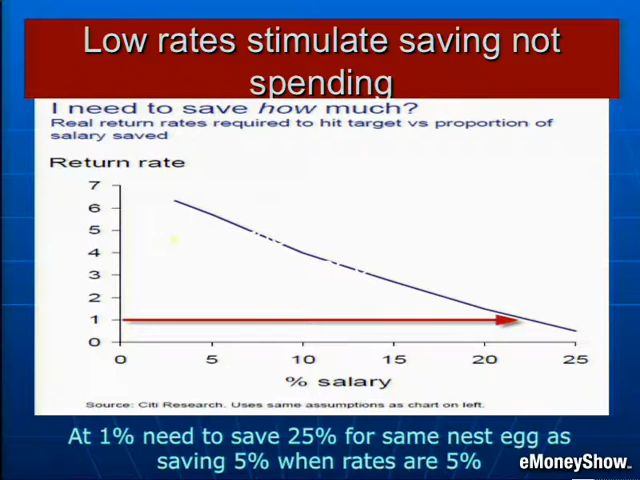 Low rates stimulate saving not
spending
I need to save how much?
Real return rates required to hit target vs proportion of
salary saved
Return rate
7
6
5
4
3
2
1
0
0 5 10 15 20 25
% salary
Source: Citi Research. Uses same assumptions as chart on left.
At 1% need to save 25% for same nest egg as
saving 5% when rates are 5%
eMoneyShow